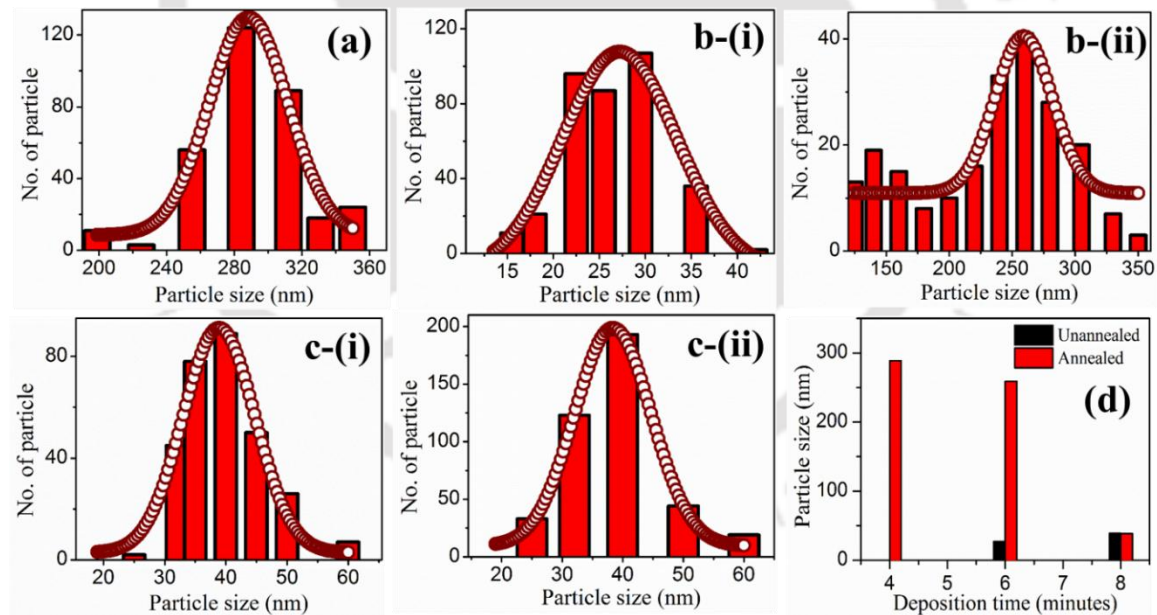 (a)
No. of particle
120
80
40
0
200 240 280 320 360
Particle size (nm)
b-(i)
No. of particle
120
80
40
0
15 20 25 30 35 40
Particle size (nm)
b-(ii)
No. of particle
40
20
0
150 200 250 300 350
Particle size (nm)
c-(i)
No. of particle
80
40
0
20 30 40 50 60
Particle size (nm)
c-(ii)
No. of particle
200
150
100
50
0
20 30 40 50 60
Particle size (nm)
Unannealed
Annealed
(d)
Particle size (nm)
300
200
100
0
4 5 6 7 8
Deposition time (minutes)